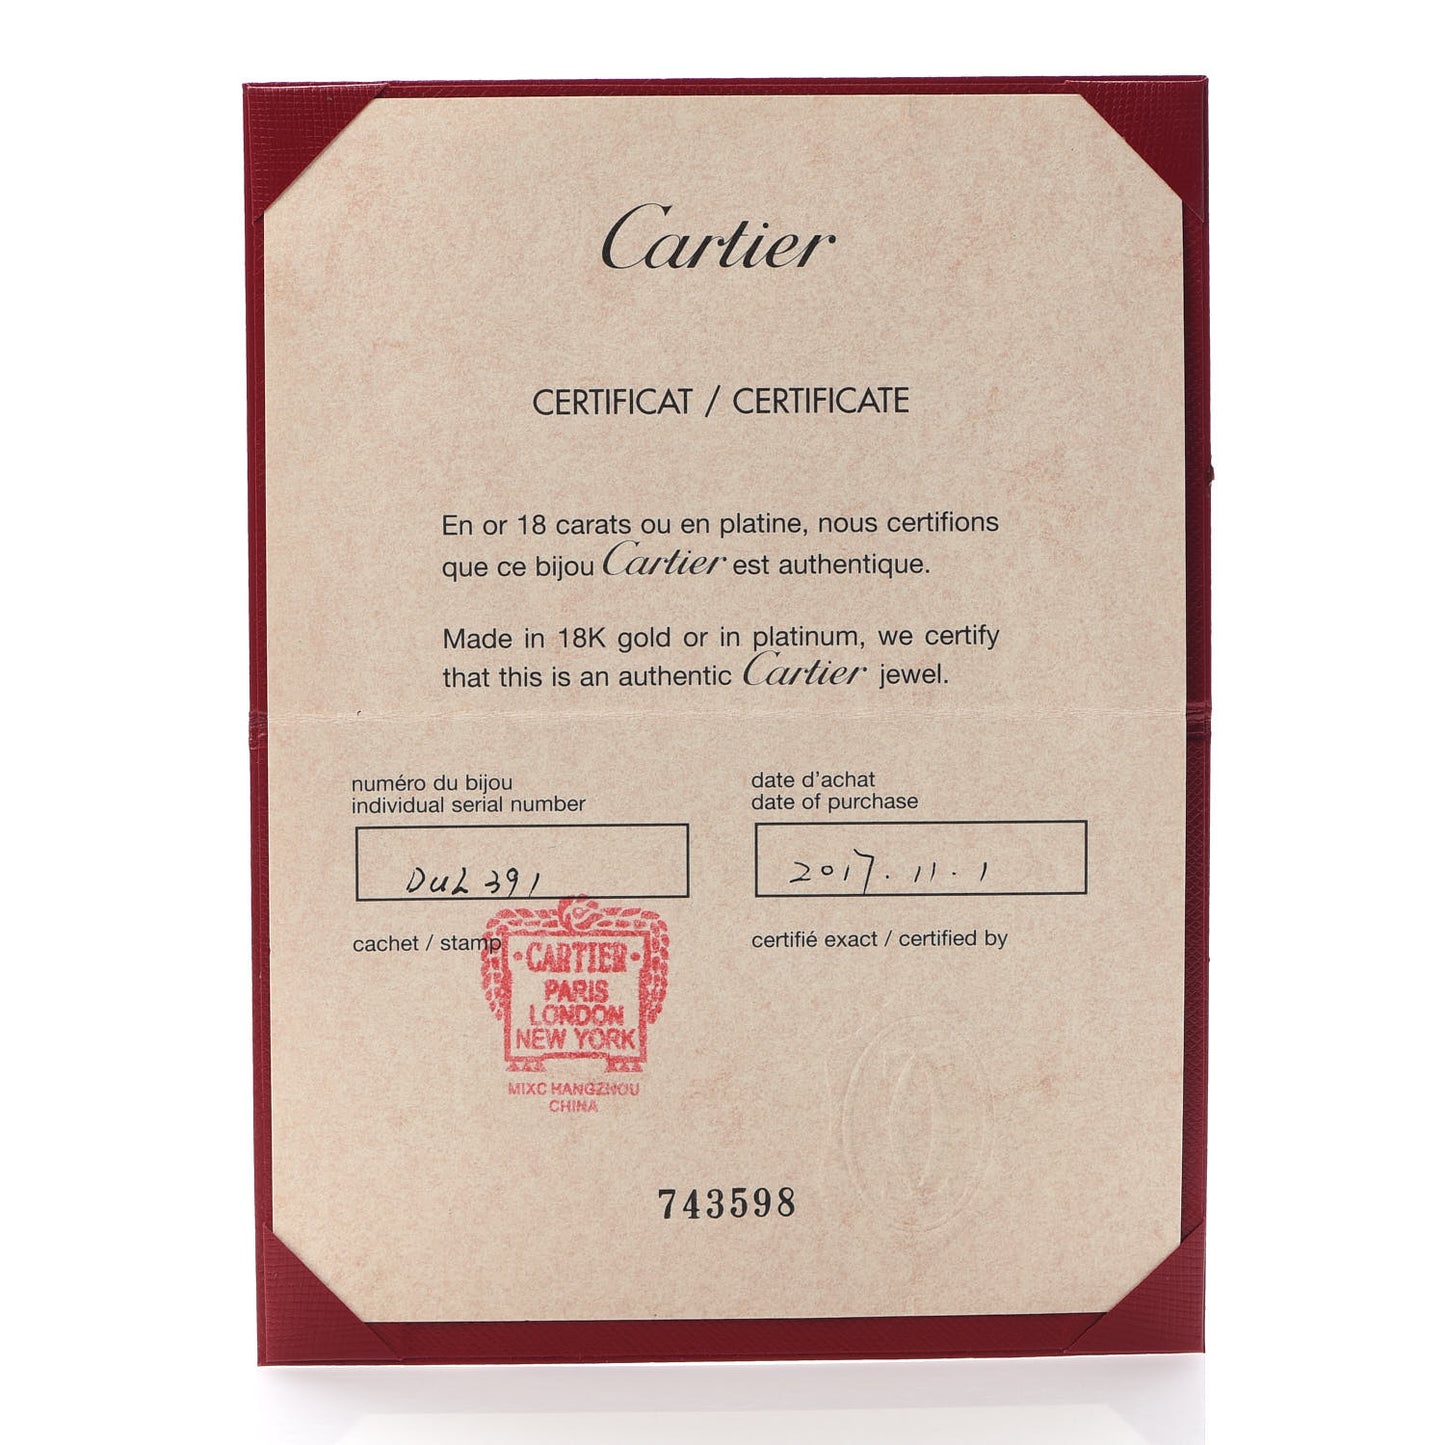 Cartier
CERTIFICAT / CERTIFICATE
En or 18 carats ou en platine, nous certifions
que ce bijou Cartier est authentique.
Made in 18K gold or in platinum, we certify
that this is an authentic Cartier jewel.
numéro du bijou
individual serial number
DUL 391
date d'achat
date of purchase
2017.11.1
cachet / stamp
certifié exact / certified by
·CARTIER·
PARIS
LONDON
NEW YORK
MIXC HANGZHOU
CHINA
743598